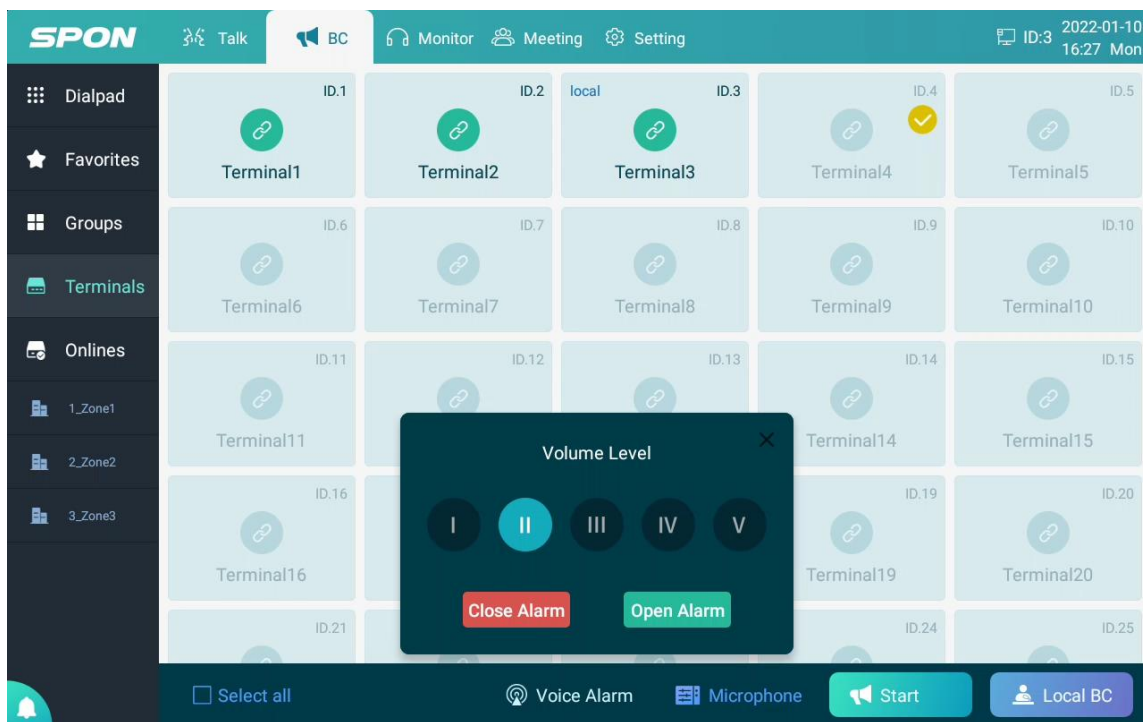 SPON
Talk
BC
Monitor
Meeting
Setting
ID:3
2022-01-10
16:27 Mon
Dialpad
Favorites
Groups
Terminals
Onlines
1_Zone1
2_Zone2
3_Zone3
ID.1
Terminal1
ID.2
Terminal2
local
ID.3
Terminal3
ID.4
Terminal4
ID.5
Terminal5
ID.6
Terminal6
ID.7
Terminal7
ID.8
Terminal8
ID.9
Terminal9
ID.10
Terminal10
ID.11
Terminal11
ID.12
ID.13
ID.14
Terminal14
ID.15
Terminal15
ID.16
Terminal16
ID.19
Terminal19
ID.20
Terminal20
ID.21
ID.24
ID.25
Volume Level
I
II
III
IV
V
Close Alarm
Open Alarm
Select all
Voice Alarm
Microphone
Start
Local BC